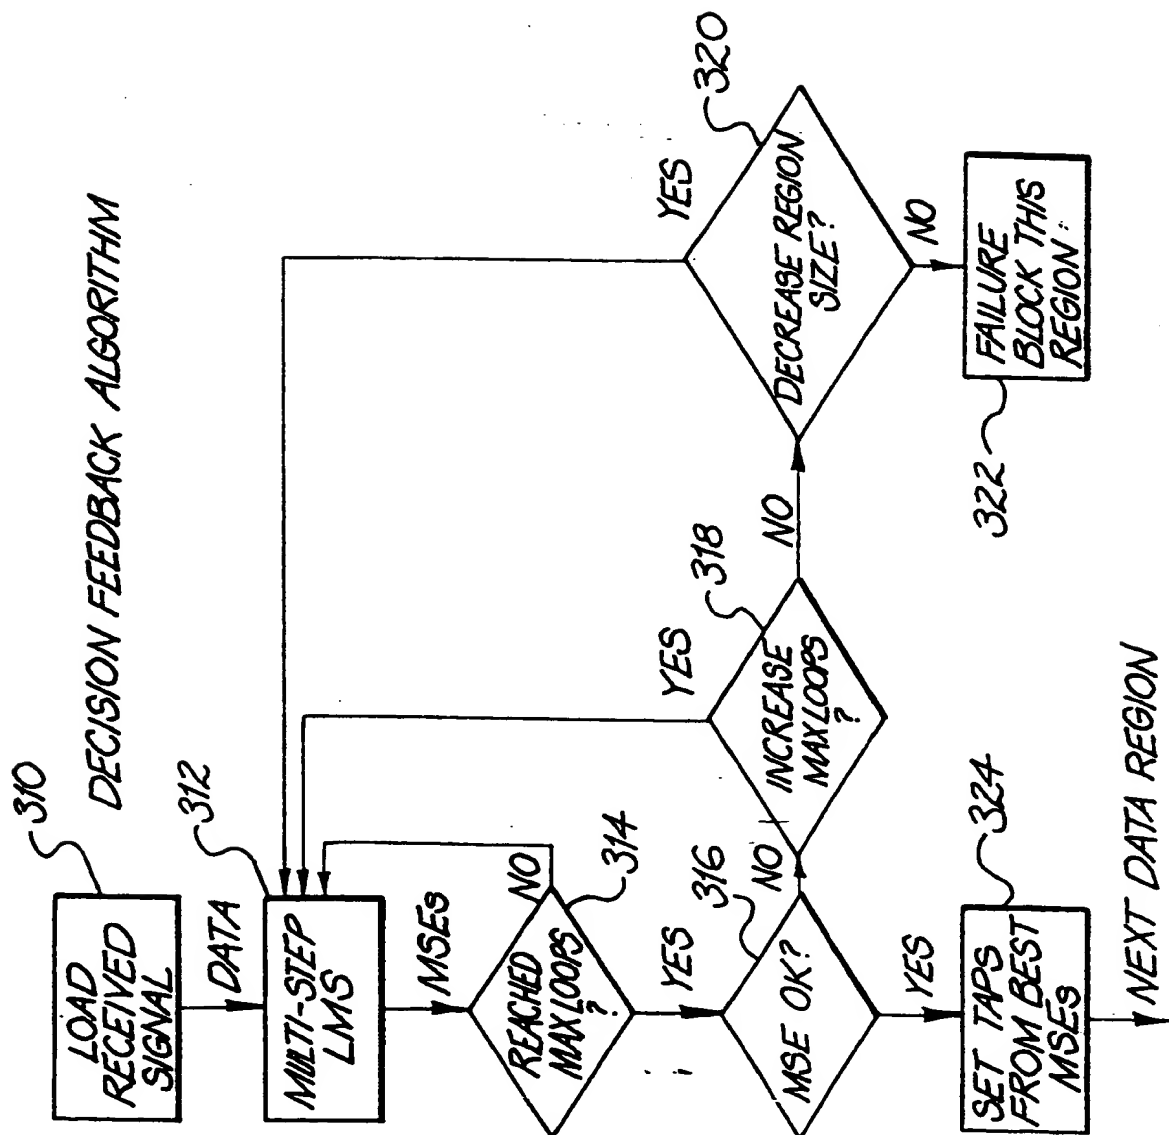 DECISION FEEDBACK ALGORITHM
310
LOAD
RECEIVED
SIGNAL
DATA
312
MULTI-STEP
LMS
MSEs
NO
314
REACHED
MAX LOOPS
?
YES
316
MSE OK?
NO
318
INCREASE
MAX LOOPS
?
YES
NO
320
DECREASE REGION
SIZE?
YES
NO
322
FAILURE
BLOCK THIS
REGION
YES
324
SET TAPS
FROM BEST
MSEs
NEXT DATA REGION